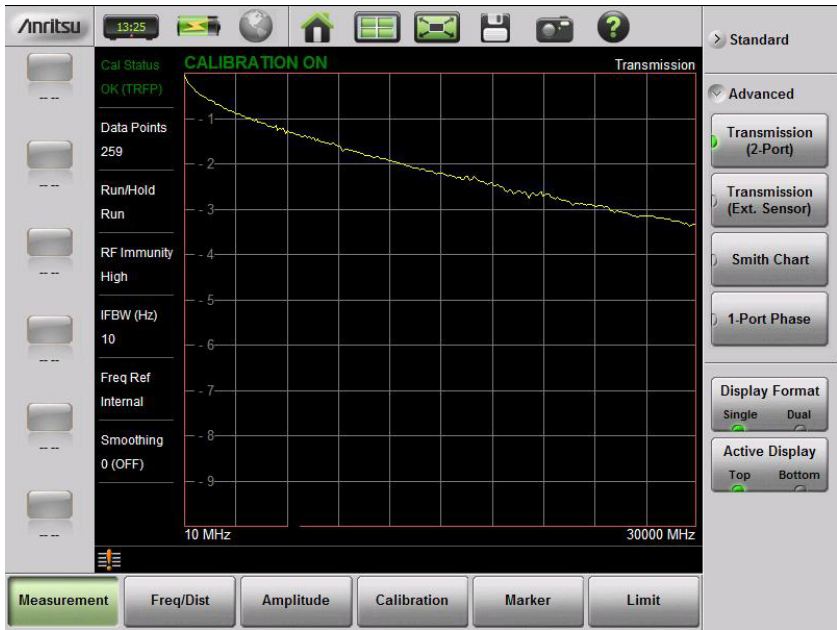 Anritsu
13:25
?
Cal Status
OK (TRFP)
Data Points
259
Run/Hold
Run
RF Immunity
High
IFBW (Hz)
10
Freq Ref
Internal
Smoothing
0 (OFF)
-- --
-- --
-- --
-- --
-- --
-- --
CALIBRATION ON
Transmission
- 1
- 2
- 3
- 4
- 5
- 6
- 7
- 8
- 9
10 MHz
30000 MHz
> Standard
Advanced
Transmission
(2-Port)
Transmission
(Ext. Sensor)
Smith Chart
1-Port Phase
Display Format
Single Dual
Active Display
Top Bottom
Measurement
Freq/Dist
Amplitude
Calibration
Marker
Limit